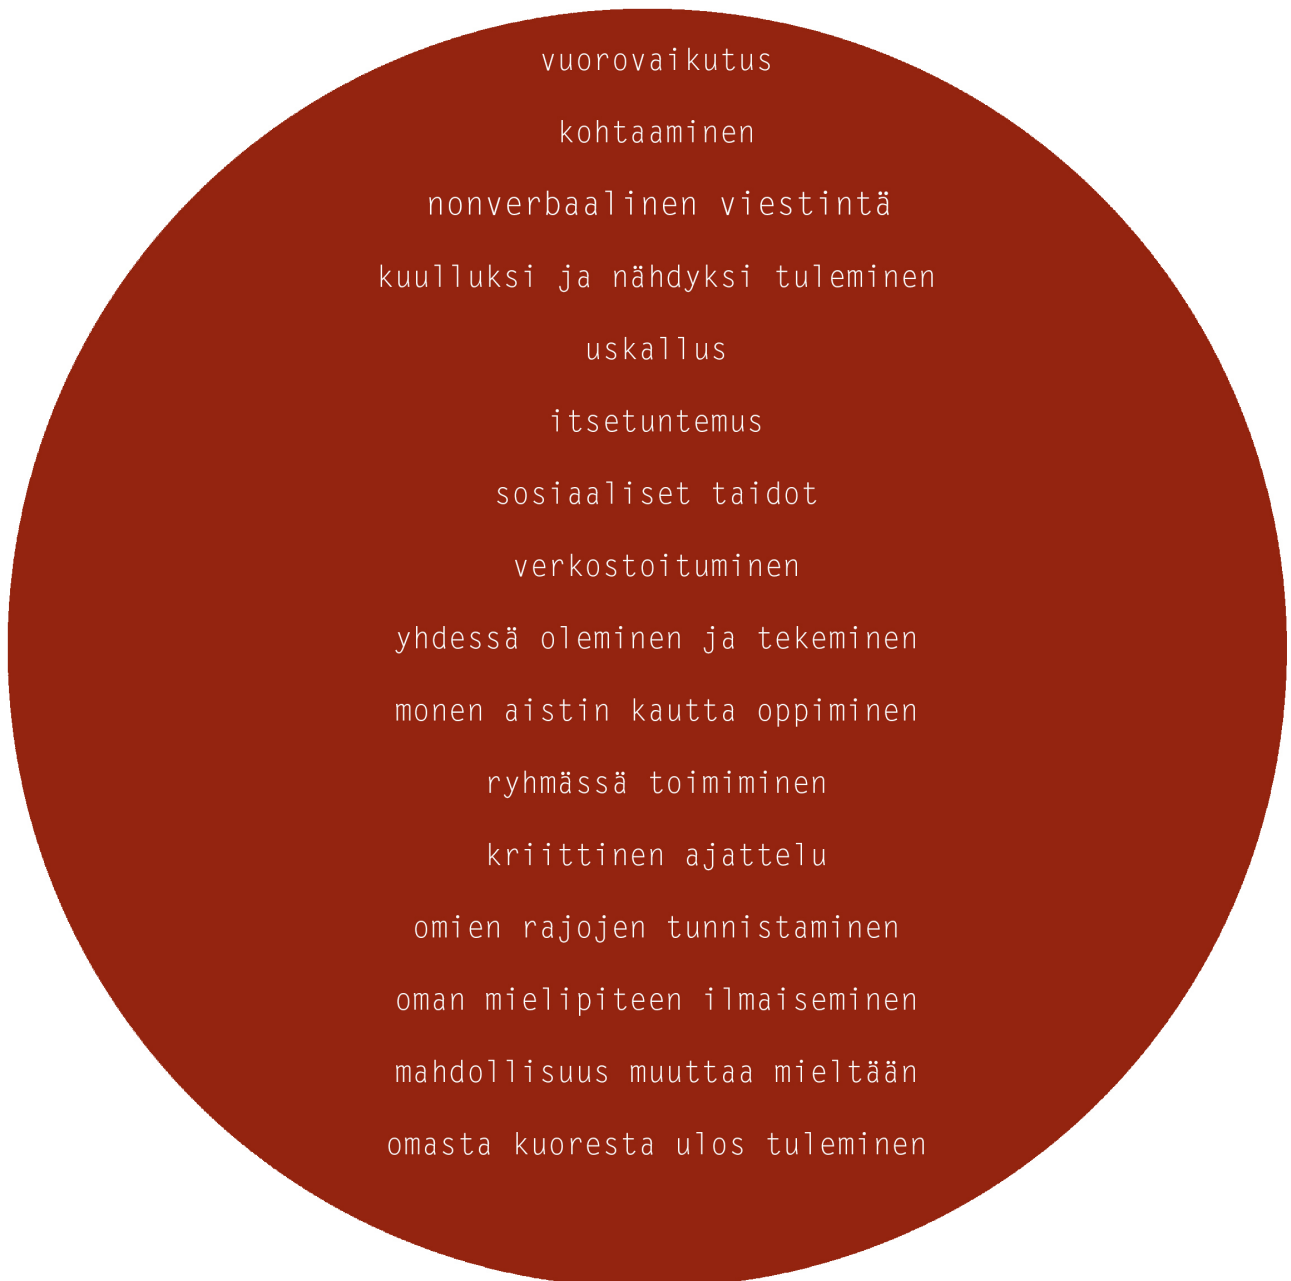 vuorovaikutus
kohtaaminen
nonverbaalinen viestintä
kuulluksi ja nähdyksi tuleminen
uskallus
itsetuntemus
sosiaaliset taidot
verkostoituminen
yhdessä oleminen ja tekeminen
monen aistin kautta oppiminen
ryhmässä toimiminen
kriittinen ajattelu
omien rajojen tunnistaminen
oman mielipiteen ilmaiseminen
mahdollisuus muuttaa mieltään
omasta kuoresta ulos tuleminen